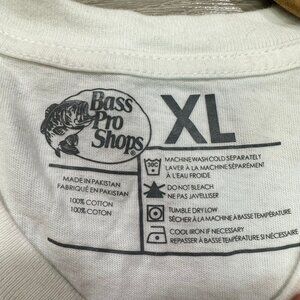 Bass
Pro
Shops
XL
MADE IN PAKISTAN
FABRIQUÉ EN PAKISTAN
100% COTTON
100% COTON
MACHINE WASH COLD SEPARATELY
LAVER À LA MACHINE SÉPARÉMENT
À L'EAU FROIDE
DO NOT BLEACH
NE PAS JAVELLISER
TUMBLE DRY LOW
SÉCHER À LA MACHINE À BASSE TEMPÉRATURE
COOL IRON IF NECESSARY
REPASSER À BASSE TEMPÉRATURE SI NÉCESSAIRE